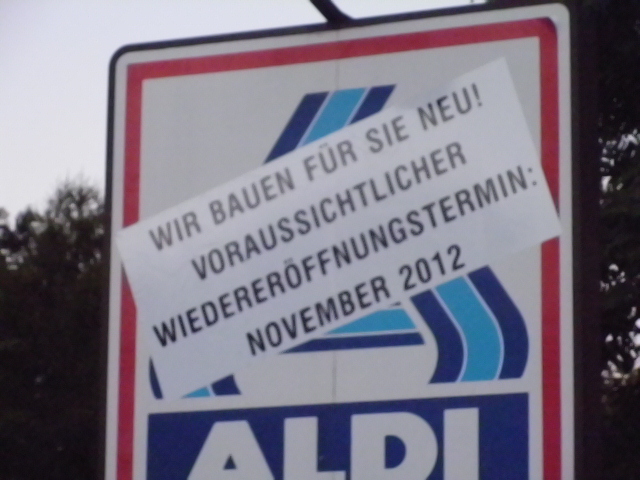 WIR BAUEN FÜR SIE NEU!
VORAUSSICHTLICHER
WIEDERERÖFFNUNGSTERMIN:
NOVEMBER 2012
ALDI